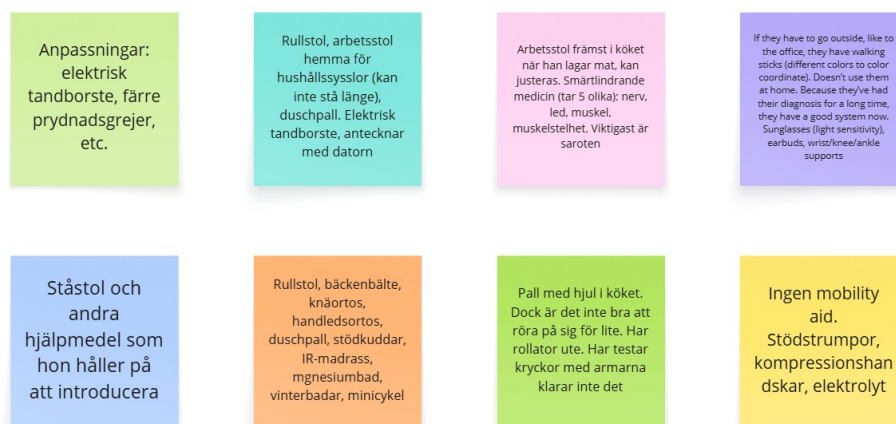 Anpassningar:
elektrisk
tandborste, färre
prydnadsgrejer,
etc.
Rullstol, arbetsstol
hemma för
hushållssysslor (kan
inte stå länge),
duschpall. Elektrisk
tandborste, antecknar
med datorn
Arbetsstol främst i köket
när han lagar mat, kan
justeras. Smärtlindrande
medicin (tar 5 olika): nerv,
led, muskel,
muskelstelhet. Viktigast är
saroten
If they have to go outside, like to
the office, they have walking
sticks (different colors to color
coordinate). Doesn't use them
at home. Because they've had
their diagnosis for a long time,
they have a good system now.
Sunglasses (light sensitivity),
earbuds, wrist/knee/ankle
supports
Ståstol och
andra
hjälpmedel som
hon håller på
att introducera
Rullstol, bäckenbälte,
knäortos,
handledsortos,
duschpall, stödkuddar,
IR-madrass,
mgnesiumbad,
vinterbadar, minicykel
Pall med hjul i köket.
Dock är det inte bra att
röra på sig för lite. Har
rollator ute. Har testar
kryckor med armarna
klarar inte det
Ingen mobility
aid.
Stödstrumpor,
kompressionshan
dskar, elektrolyt